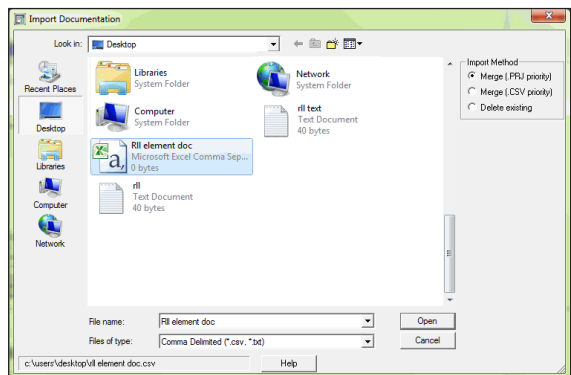 Import Documentation
Look in:
Desktop
Recent Places
Desktop
Libraries
Computer
Network
Libraries
System Folder
Network
System Folder
Computer
System Folder
rll text
Text Document
40 bytes
Rll element doc
Microsoft Excel Comma Sep...
0 bytes
rll
Text Document
40 bytes
Import Method
Merge (.PRJ priority)
Merge (.CSV priority)
Delete existing
File name:
Rll element doc
Open
Files of type:
Comma Delimited (*.csv, *.txt)
Cancel
c:\users\desktop\rll element doc.csv
Help